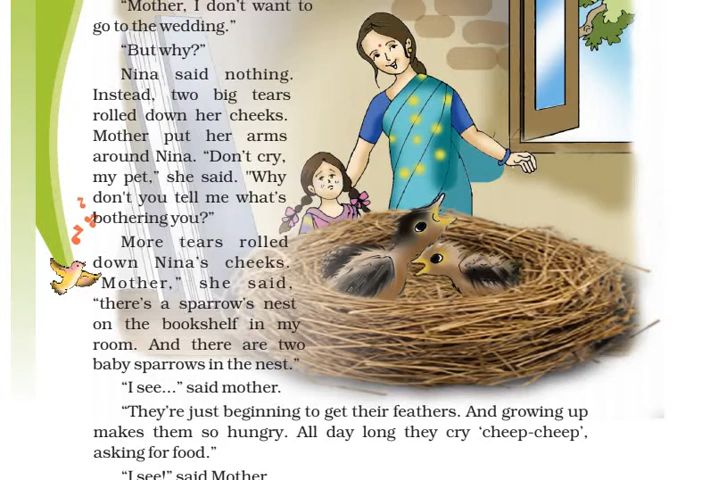 "Mother, I don't want to
go to the wedding."
"But why?"
Nina said nothing.
Instead, two big tears
rolled down her cheeks.
Mother put her arms
around Nina. "Don't cry,
my pet," she said. "Why
don't you tell me what's
bothering you?"
More tears rolled
down Nina's cheeks.
"Mother," she said,
"there's a sparrow's nest
on the bookshelf in my
room. And there are two
baby sparrows in the nest."
"I see..." said mother.
"They're just beginning to get their feathers. And growing up
makes them so hungry. All day long they cry 'cheep-cheep',
asking for food."
"I see!" said Mother.